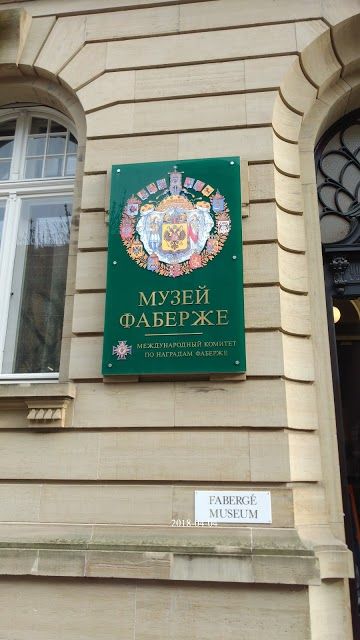 МУЗЕЙ
ФАБЕРЖЕ
МЕЖДУНАРОДНЫЙ КОМИТЕТ
ПО НАГРАДАМ ФАБЕРЖЕ
FABERGÉ
MUSEUM
2018-04-04